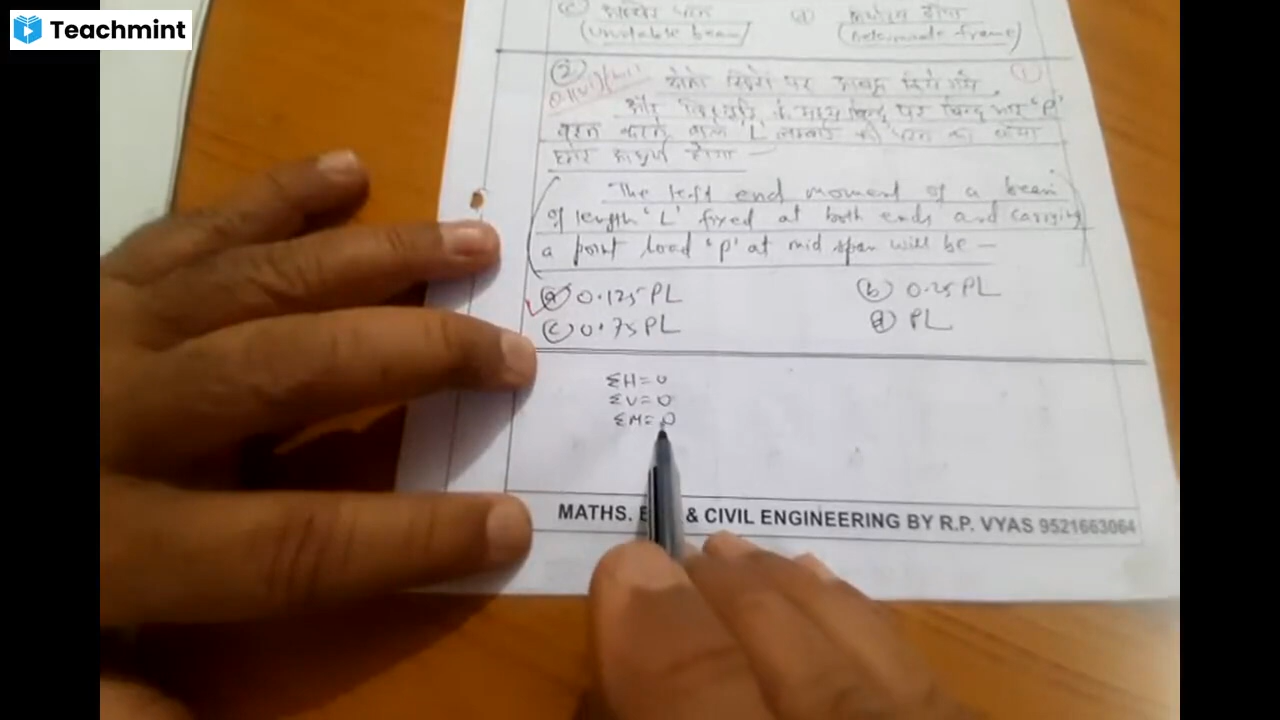 Teachmint
(c) (a)
(Unstable beam) (Determinate frame)
(2) दोनों सिरों पर आबद्ध किये गये (1)
और के मध्य बिन्दु पर बिन्दु भार 'P'
वहन करने वाले 'L' लम्बाई की धरन का बाँया
छोर आघूर्ण होगा —
(The left end moment of a beam
of length 'L' fixed at both ends and carrying
a point load 'P' at mid span will be —
(a) 0.125 PL (b) 0.25 PL
(c) 0.75 PL (d) PL
ΣH = 0
ΣV = 0
ΣM = 0
MATHS. & CIVIL ENGINEERING BY R.P. VYAS 9521663064